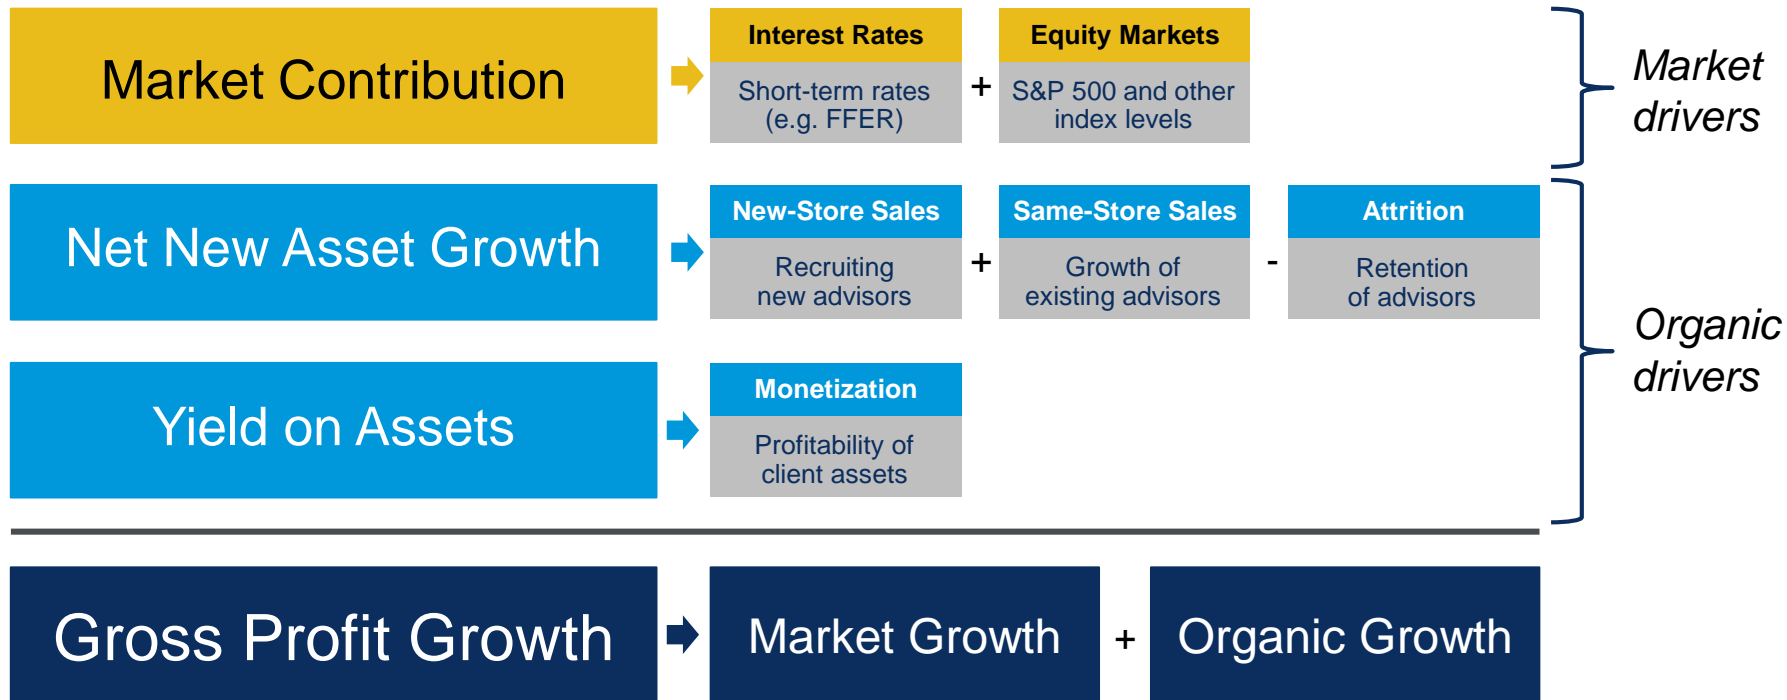 Market Contribution
Interest Rates
Short-term rates
(e.g. FFER)
+
Equity Markets
S&P 500 and other
index levels
Market
drivers
Net New Asset Growth
New-Store Sales
Recruiting
new advisors
+
Same-Store Sales
Growth of
existing advisors
-
Attrition
Retention
of advisors
Organic
drivers
Yield on Assets
Monetization
Profitability of
client assets
Gross Profit Growth
Market Growth
+
Organic Growth